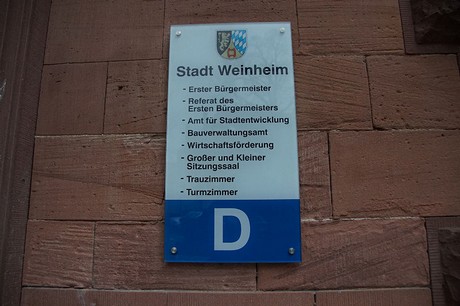 Stadt Weinheim
- Erster Bürgermeister
- Referat des
Ersten Bürgermeisters
- Amt für Stadtentwicklung
- Bauverwaltungsamt
- Wirtschaftsförderung
- Großer und Kleiner
Sitzungssaal
- Trauzimmer
- Turmzimmer
D